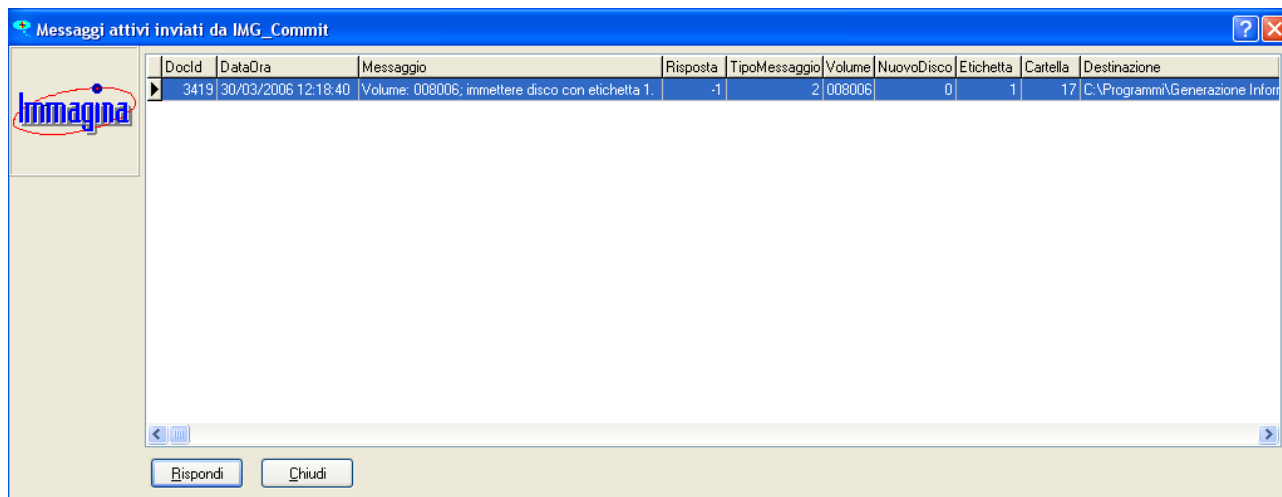 Messaggi attivi inviati da IMG_Commit
Immagina
DocId DataOra Messaggio Risposta TipoMessaggio Volume NuovoDisco Etichetta Cartella Destinazione
3419 30/03/2006 12:18:40 Volume: 008006; immettere disco con etichetta 1. -1 2 008006 0 1 17 C:\Programmi\Generazione Inform
Rispondi Chiudi